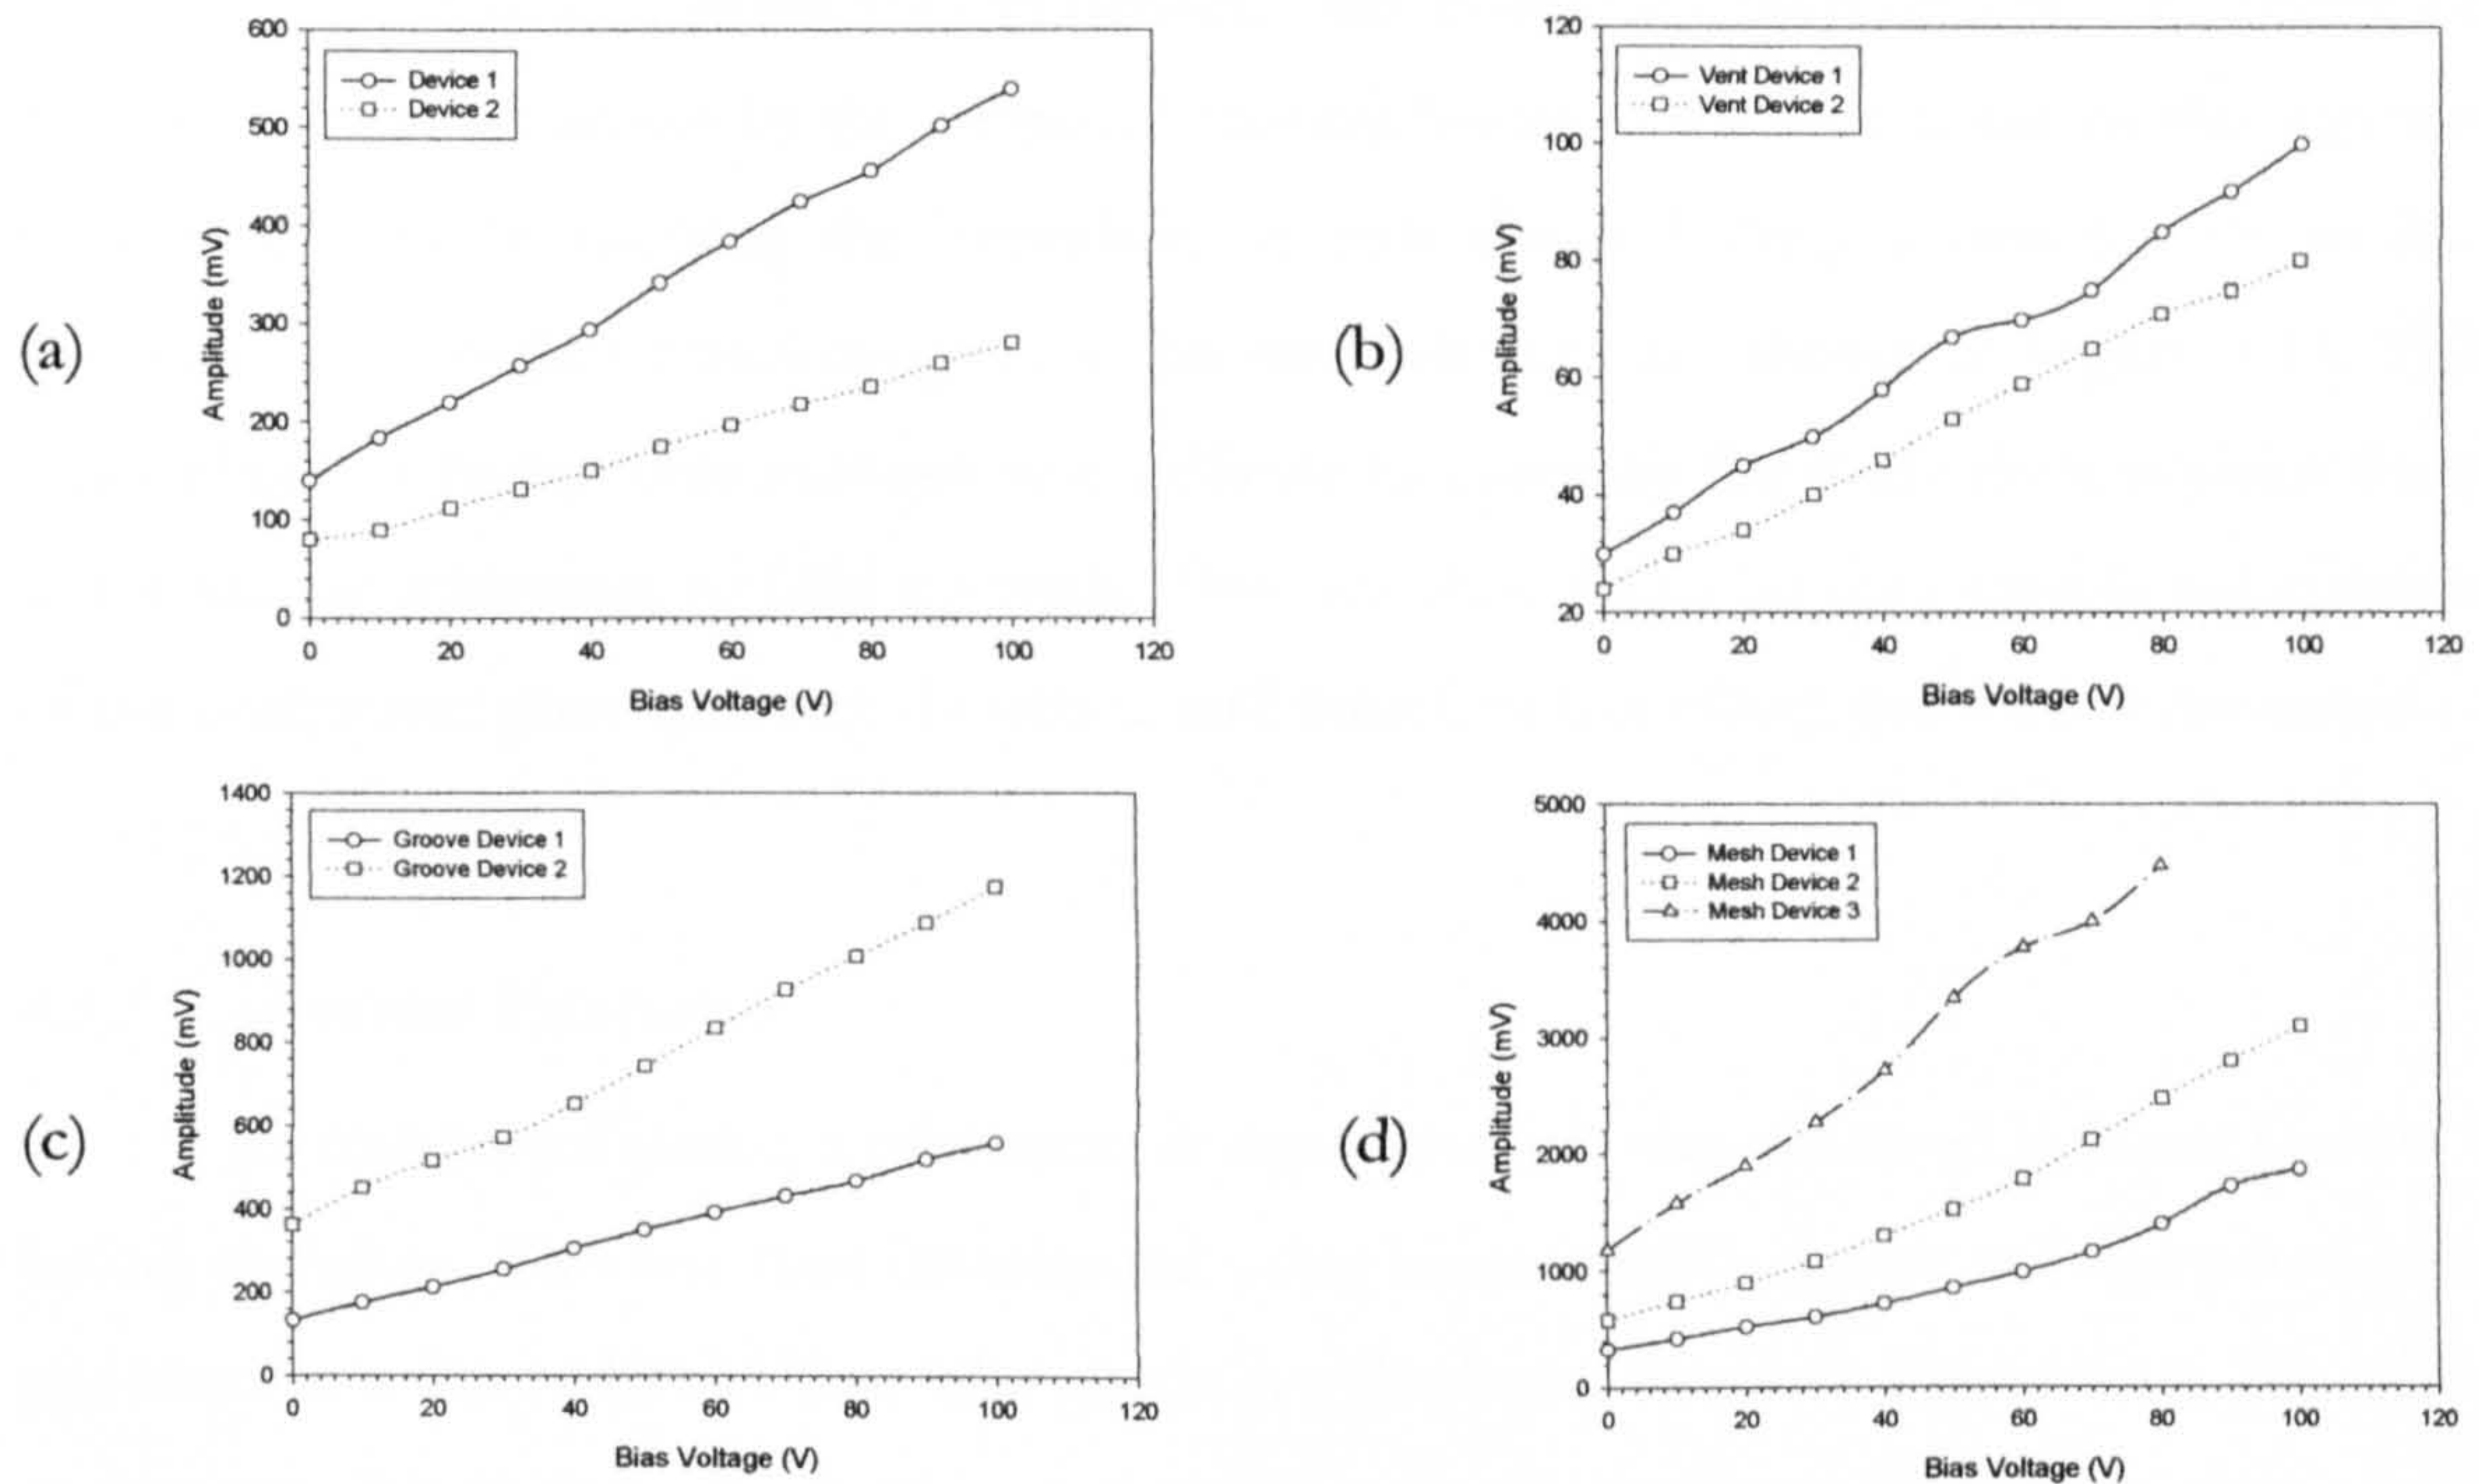 (a)
600
500
400
300
200
100
0
Amplitude (mV)
Device 1
Device 2
0 20 40 60 80 100 120
Bias Voltage (V)
(b)
120
100
80
60
40
20
Amplitude (mV)
Vent Device 1
Vent Device 2
0 20 40 60 80 100 120
Bias Voltage (V)
(c)
1400
1200
1000
800
600
400
200
0
Amplitude (mV)
Groove Device 1
Groove Device 2
0 20 40 60 80 100 120
Bias Voltage (V)
(d)
5000
4000
3000
2000
1000
0
Amplitude (mV)
Mesh Device 1
Mesh Device 2
Mesh Device 3
0 20 40 60 80 100 120
Bias Voltage (V)